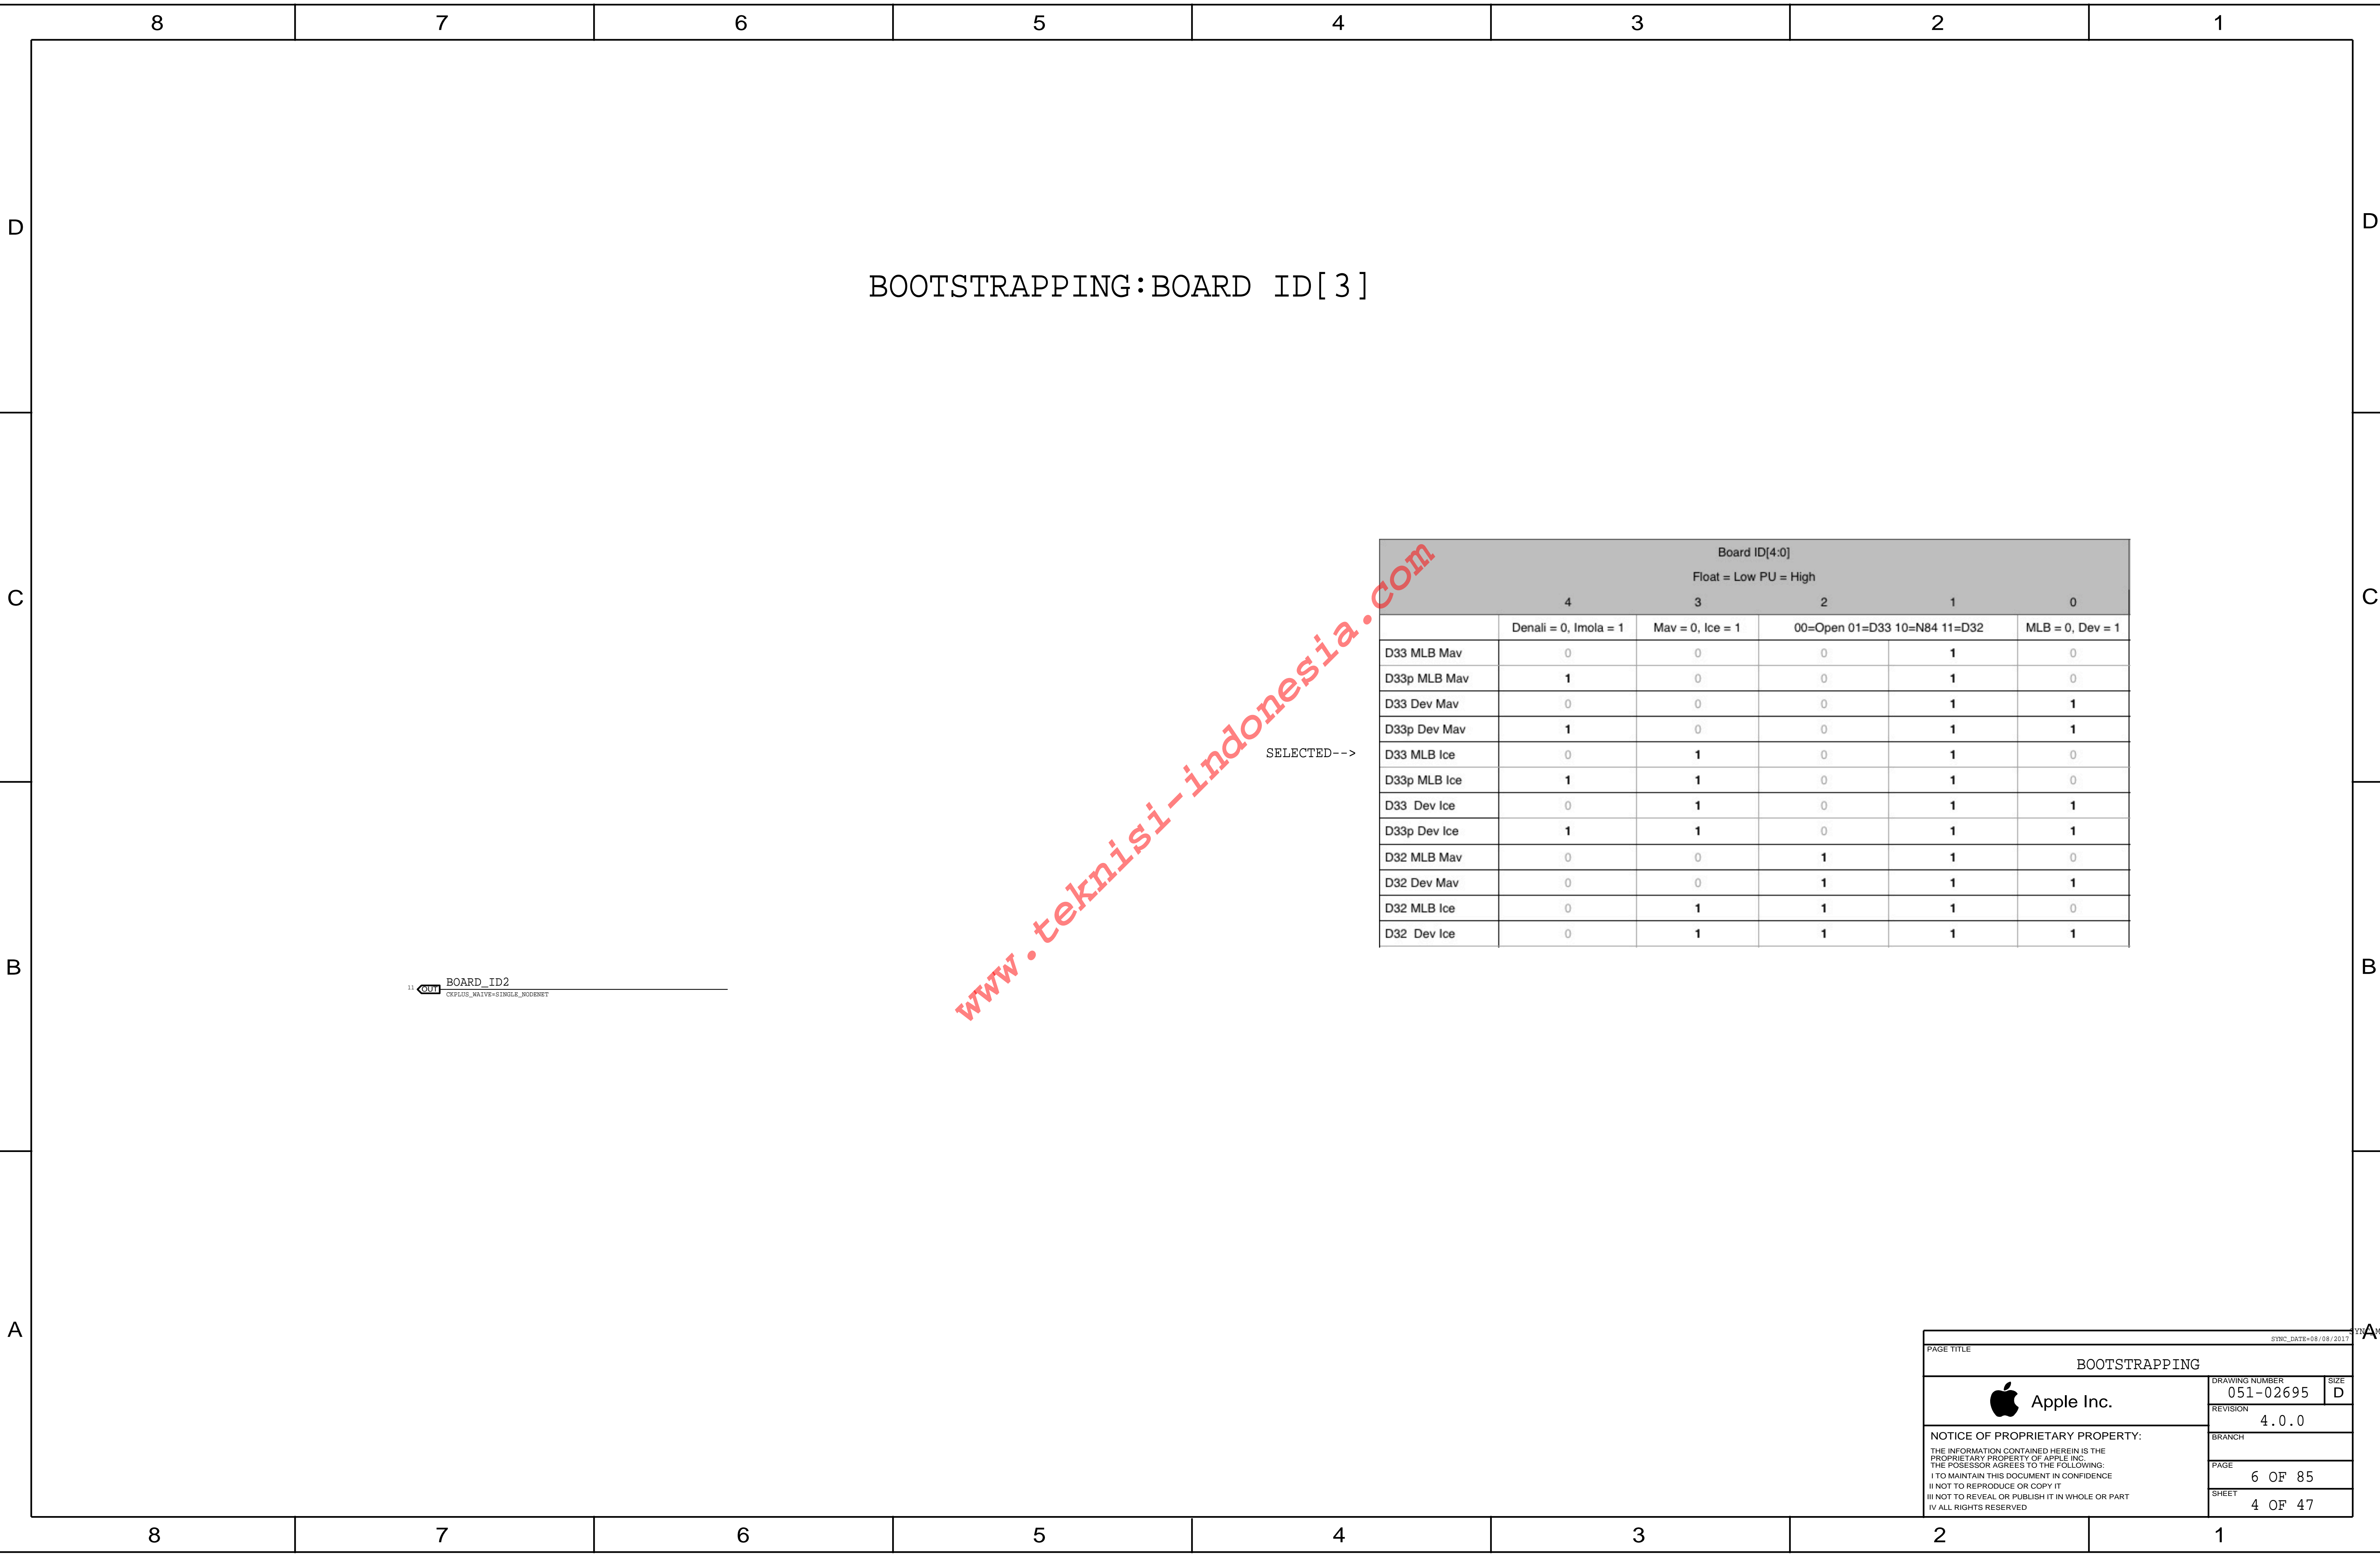 8 7 6 5 4 3 2 1
D D
BOOTSTRAPPING:BOARD ID[3]
C C
Board ID[4:0]
Float = Low PU = High
4 3 2 1 0
Denali = 0, Imola = 1 Mav = 0, Ice = 1 00=Open 01=D33 10=N84 11=D32 MLB = 0, Dev = 1
D33 MLB Mav 0 0 0 1 0
D33p MLB Mav 1 0 0 1 0
D33 Dev Mav 0 0 0 1 1
D33p Dev Mav 1 0 0 1 1
SELECTED--> D33 MLB Ice 0 1 0 1 0
D33p MLB Ice 1 1 0 1 0
D33 Dev Ice 0 1 0 1 1
D33p Dev Ice 1 1 0 1 1
D32 MLB Mav 0 0 1 1 0
D32 Dev Mav 0 0 1 1 1
D32 MLB Ice 0 1 1 1 0
D32 Dev Ice 0 1 1 1 1
www.teknisi-indonesia.com
B B
11 OUT BOARD_ID2
CKPLUS_WAIVE=SINGLE_NODENET
A A
SYNC_DATE=08/08/2017
PAGE TITLE
BOOTSTRAPPING
Apple Inc.
DRAWING NUMBER
051-02695
SIZE
D
REVISION
4.0.0
BRANCH
NOTICE OF PROPRIETARY PROPERTY:
THE INFORMATION CONTAINED HEREIN IS THE
PROPRIETARY PROPERTY OF APPLE INC.
THE POSESSOR AGREES TO THE FOLLOWING:
I TO MAINTAIN THIS DOCUMENT IN CONFIDENCE
II NOT TO REPRODUCE OR COPY IT
III NOT TO REVEAL OR PUBLISH IT IN WHOLE OR PART
IV ALL RIGHTS RESERVED
PAGE
6 OF 85
SHEET
4 OF 47
8 7 6 5 4 3 2 1